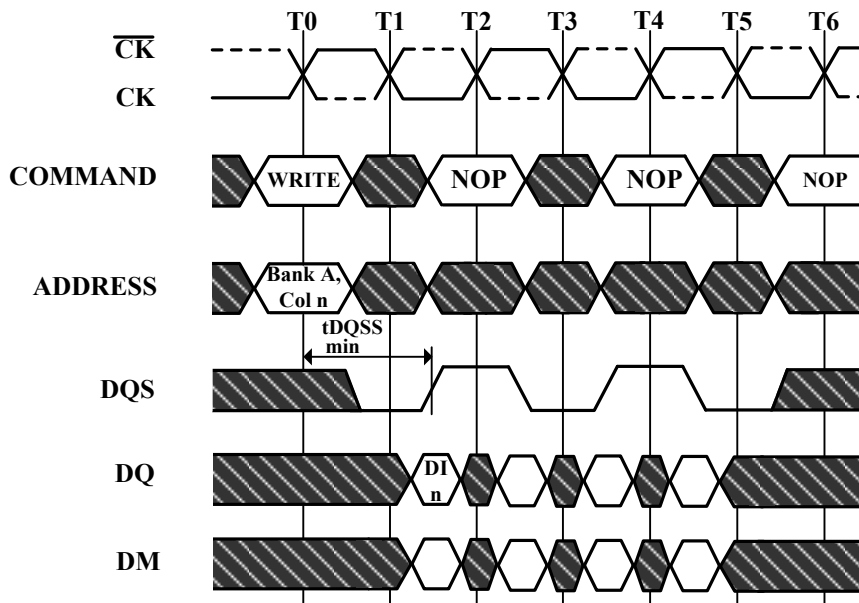 T0 T1 T2 T3 T4 T5 T6
CK
CK
COMMAND WRITE NOP NOP NOP
ADDRESS Bank A,
Col n
tDQSS
min
DQS
DQ DI
n
DM